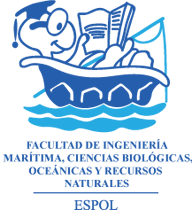 FACULTAD DE INGENIERÍA
MARÍTIMA, CIENCIAS BIOLÓGICAS,
OCEÁNICAS Y RECURSOS
NATURALES
ESPOL